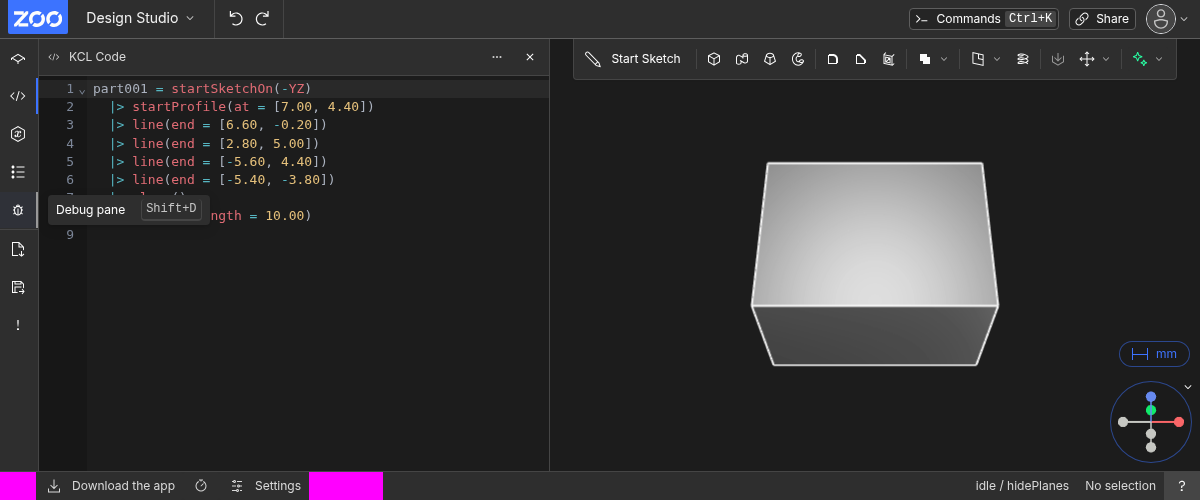 ZOO Design Studio Commands Ctrl+K Share
KCL Code
Start Sketch
1 part001 = startSketchOn(-YZ)
2 |> startProfile(at = [7.00, 4.40])
3 |> line(end = [6.60, -0.20])
4 |> line(end = [2.80, 5.00])
5 |> line(end = [-5.60, 4.40])
6 |> line(end = [-5.40, -3.80])
Debug pane Shift+D
ngth = 10.00)
9
mm
Download the app Settings idle / hidePlanes No selection ?